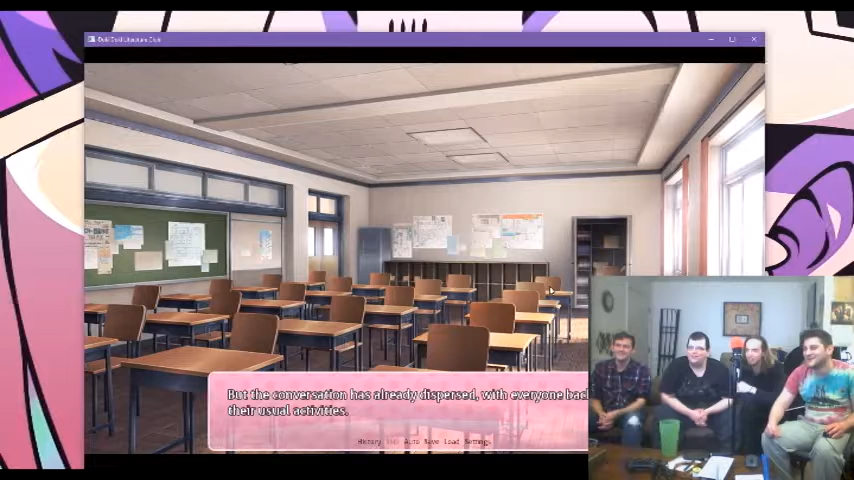 Doki Doki Literature Club
But the conversation has already dispersed, with everyone back
their usual activities.
History Skip Auto Save Load Settings